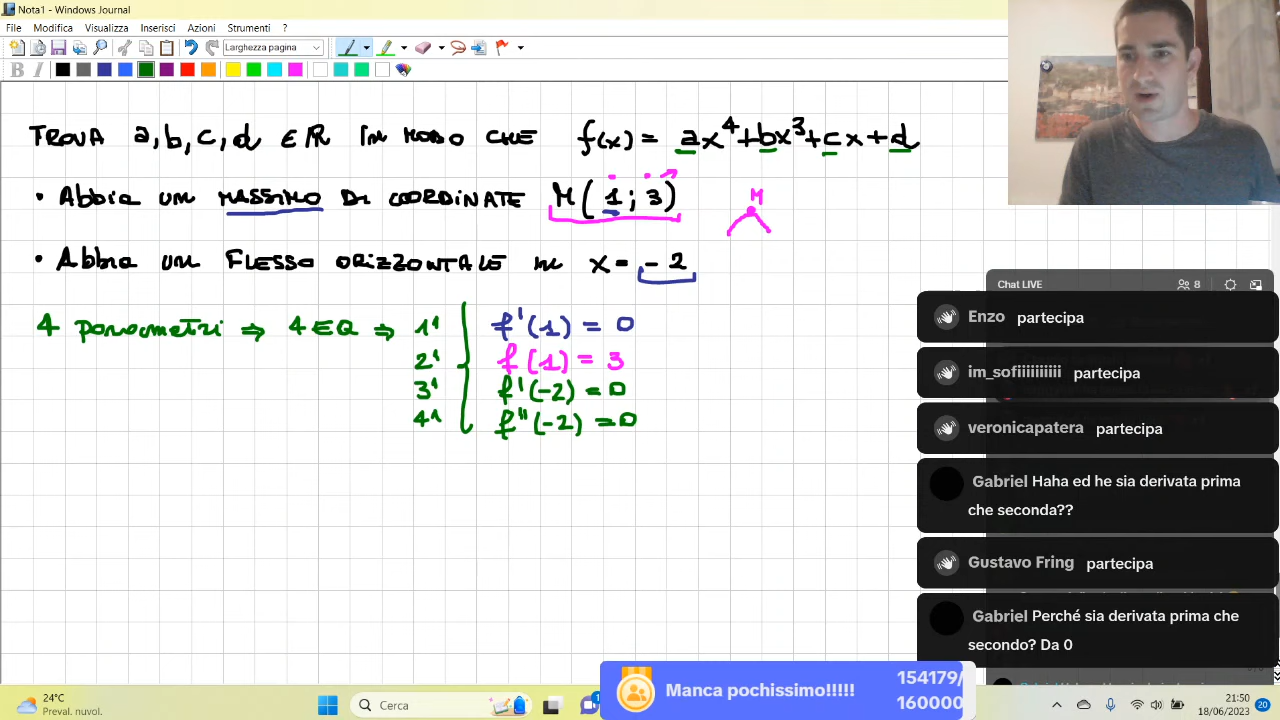 Nota1 - Windows Journal
File Modifica Visualizza Inserisci Azioni Strumenti ?
Larghezza pagina
TROVA a, b, c, d ∈ R IN MODO CHE f(x) = ax⁴+bx³+cx+d
• Abbia un MASSIMO DI COORDINATE M(1; 3)
M
• Abbia un FLESSO ORIZZONTALE in x = -2
4 parametri ⇒ 4 EQ ⇒ 1ª f'(1) = 0
2ª f(1) = 3
3ª f'(-2) = 0
4ª f''(-2) = 0
Chat LIVE 8
Enzo partecipa
im_sofiiiiiiiiii partecipa
veronicapatera partecipa
Gabriel Haha ed he sia derivata prima
che seconda??
Gustavo Fring partecipa
Gabriel Perché sia derivata prima che
secondo? Da 0
Manca pochissimo!!!!! 154179/
160000
24°C
Preval. nuvol.
Cerca
21:50
18/06/2023
20